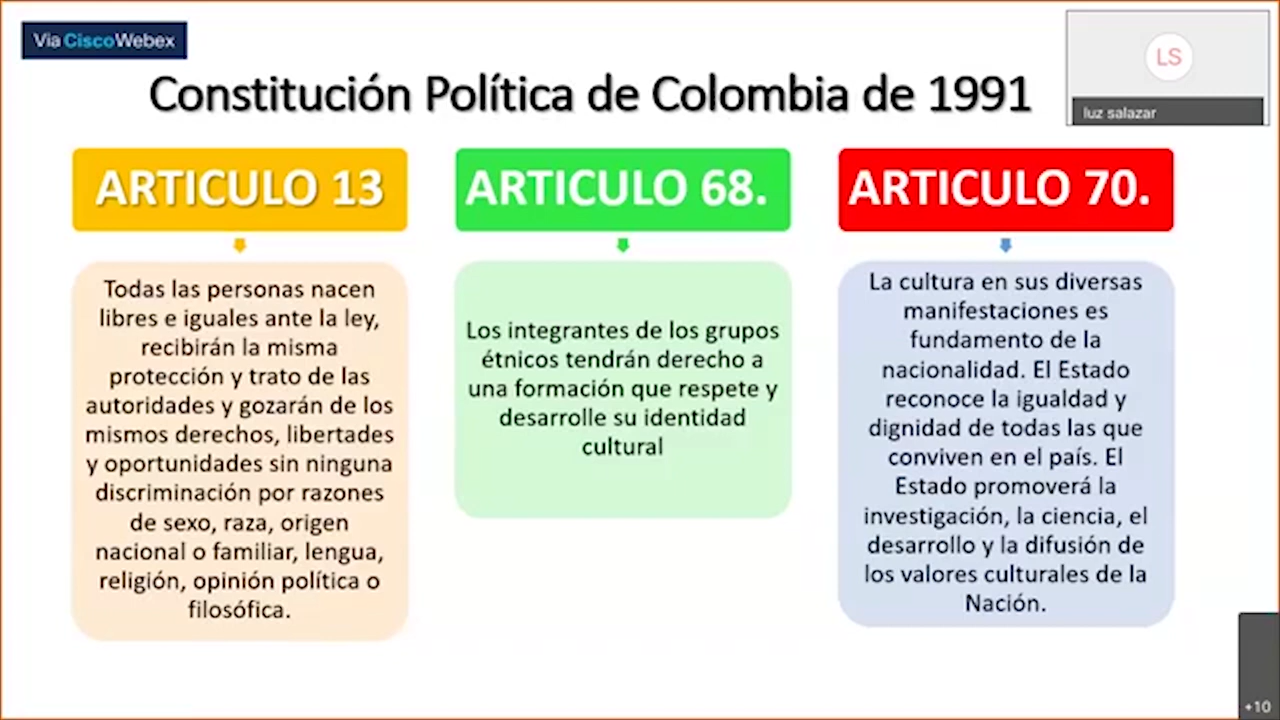 Via Cisco Webex
LS
luz salazar
Constitución Política de Colombia de 1991
ARTICULO 13
Todas las personas nacen
libres e iguales ante la ley,
recibirán la misma
protección y trato de las
autoridades y gozarán de los
mismos derechos, libertades
y oportunidades sin ninguna
discriminación por razones
de sexo, raza, origen
nacional o familiar, lengua,
religión, opinión política o
filosófica.
ARTICULO 68.
Los integrantes de los grupos
étnicos tendrán derecho a
una formación que respete y
desarrolle su identidad
cultural
ARTICULO 70.
La cultura en sus diversas
manifestaciones es
fundamento de la
nacionalidad. El Estado
reconoce la igualdad y
dignidad de todas las que
conviven en el país. El
Estado promoverá la
investigación, la ciencia, el
desarrollo y la difusión de
los valores culturales de la
Nación.
+10